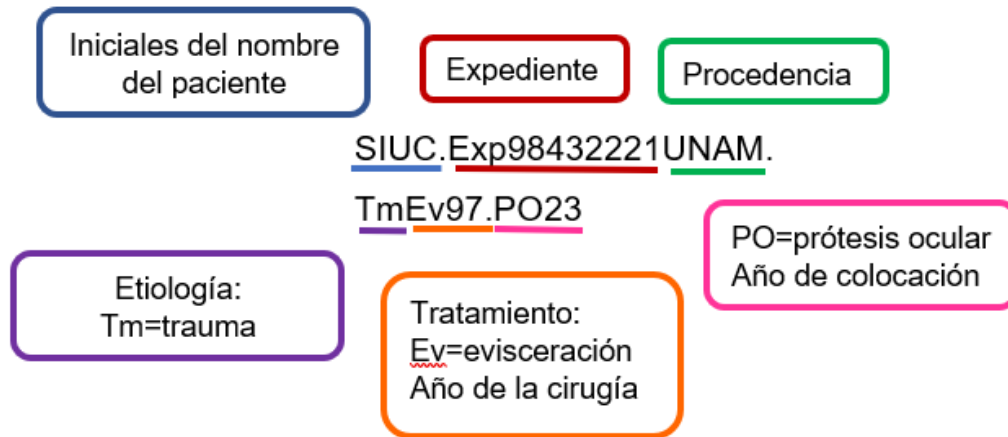 Iniciales del nombre
del paciente
Expediente
Procedencia
SIUC.Exp98432221UNAM.
TmEv97.PO23
Etiología:
Tm=trauma
Tratamiento:
Ev=evisceración
Año de la cirugía
PO=prótesis ocular
Año de colocación